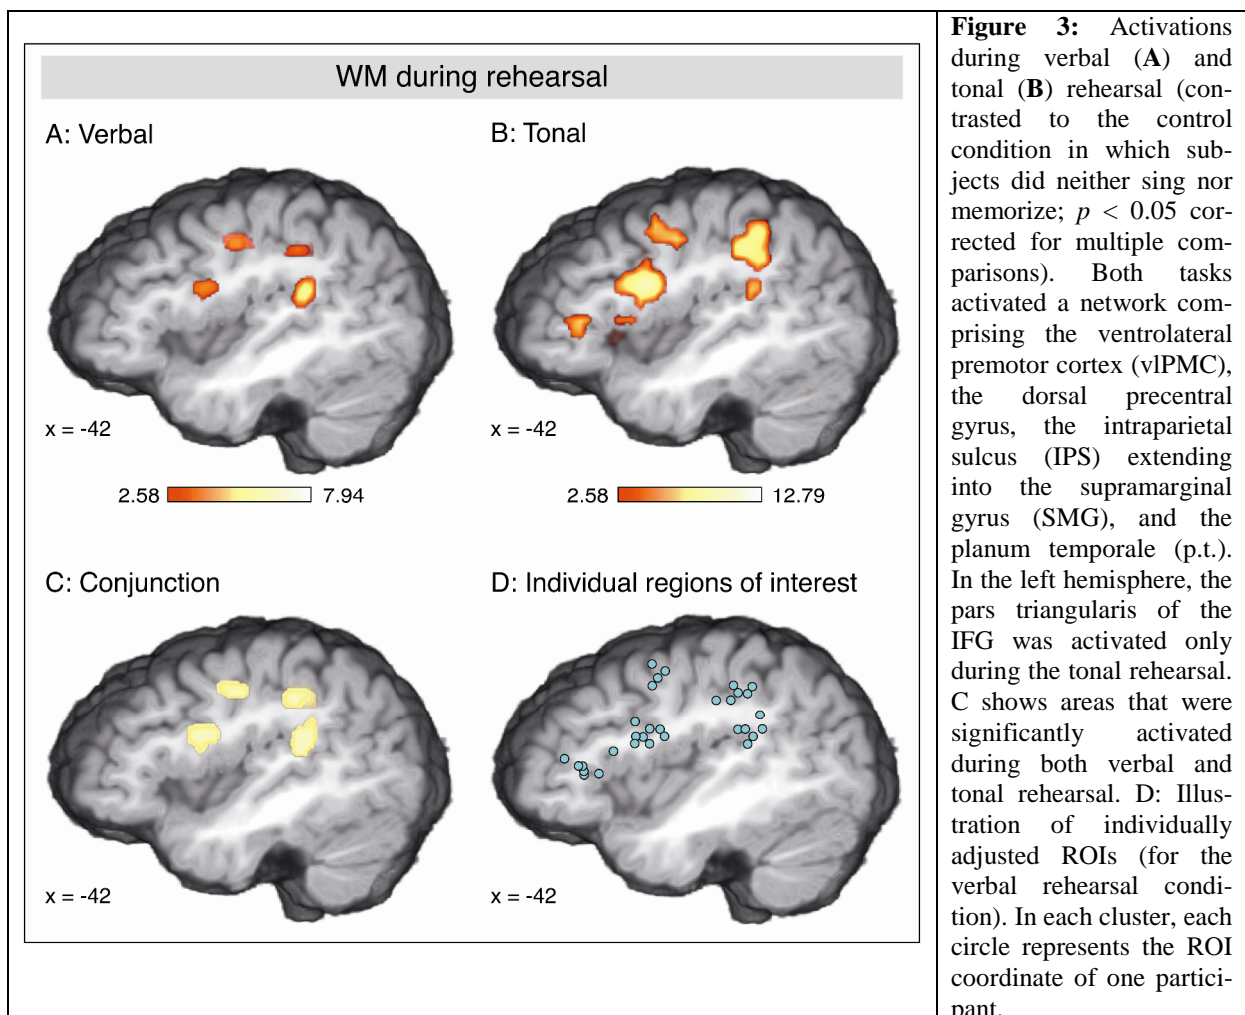 WM during rehearsal
A: Verbal
B: Tonal
x = -42
x = -42
2.58
7.94
2.58
12.79
C: Conjunction
D: Individual regions of interest
x = -42
x = -42
Figure 3: Activations
during verbal (A) and
tonal (B) rehearsal (con-
trasted to the control
condition in which sub-
jects did neither sing nor
memorize; p < 0.05 cor-
rected for multiple com-
parisons). Both tasks
activated a network com-
prising the ventrolateral
premotor cortex (vlPMC),
the dorsal precentral
gyrus, the intraparietal
sulcus (IPS) extending
into the supramarginal
gyrus (SMG), and the
planum temporale (p.t.).
In the left hemisphere, the
pars triangularis of the
IFG was activated only
during the tonal rehearsal.
C shows areas that were
significantly activated
during both verbal and
tonal rehearsal. D: Illus-
tration of individually
adjusted ROIs (for the
verbal rehearsal condi-
tion). In each cluster, each
circle represents the ROI
coordinate of one partici-
pant.